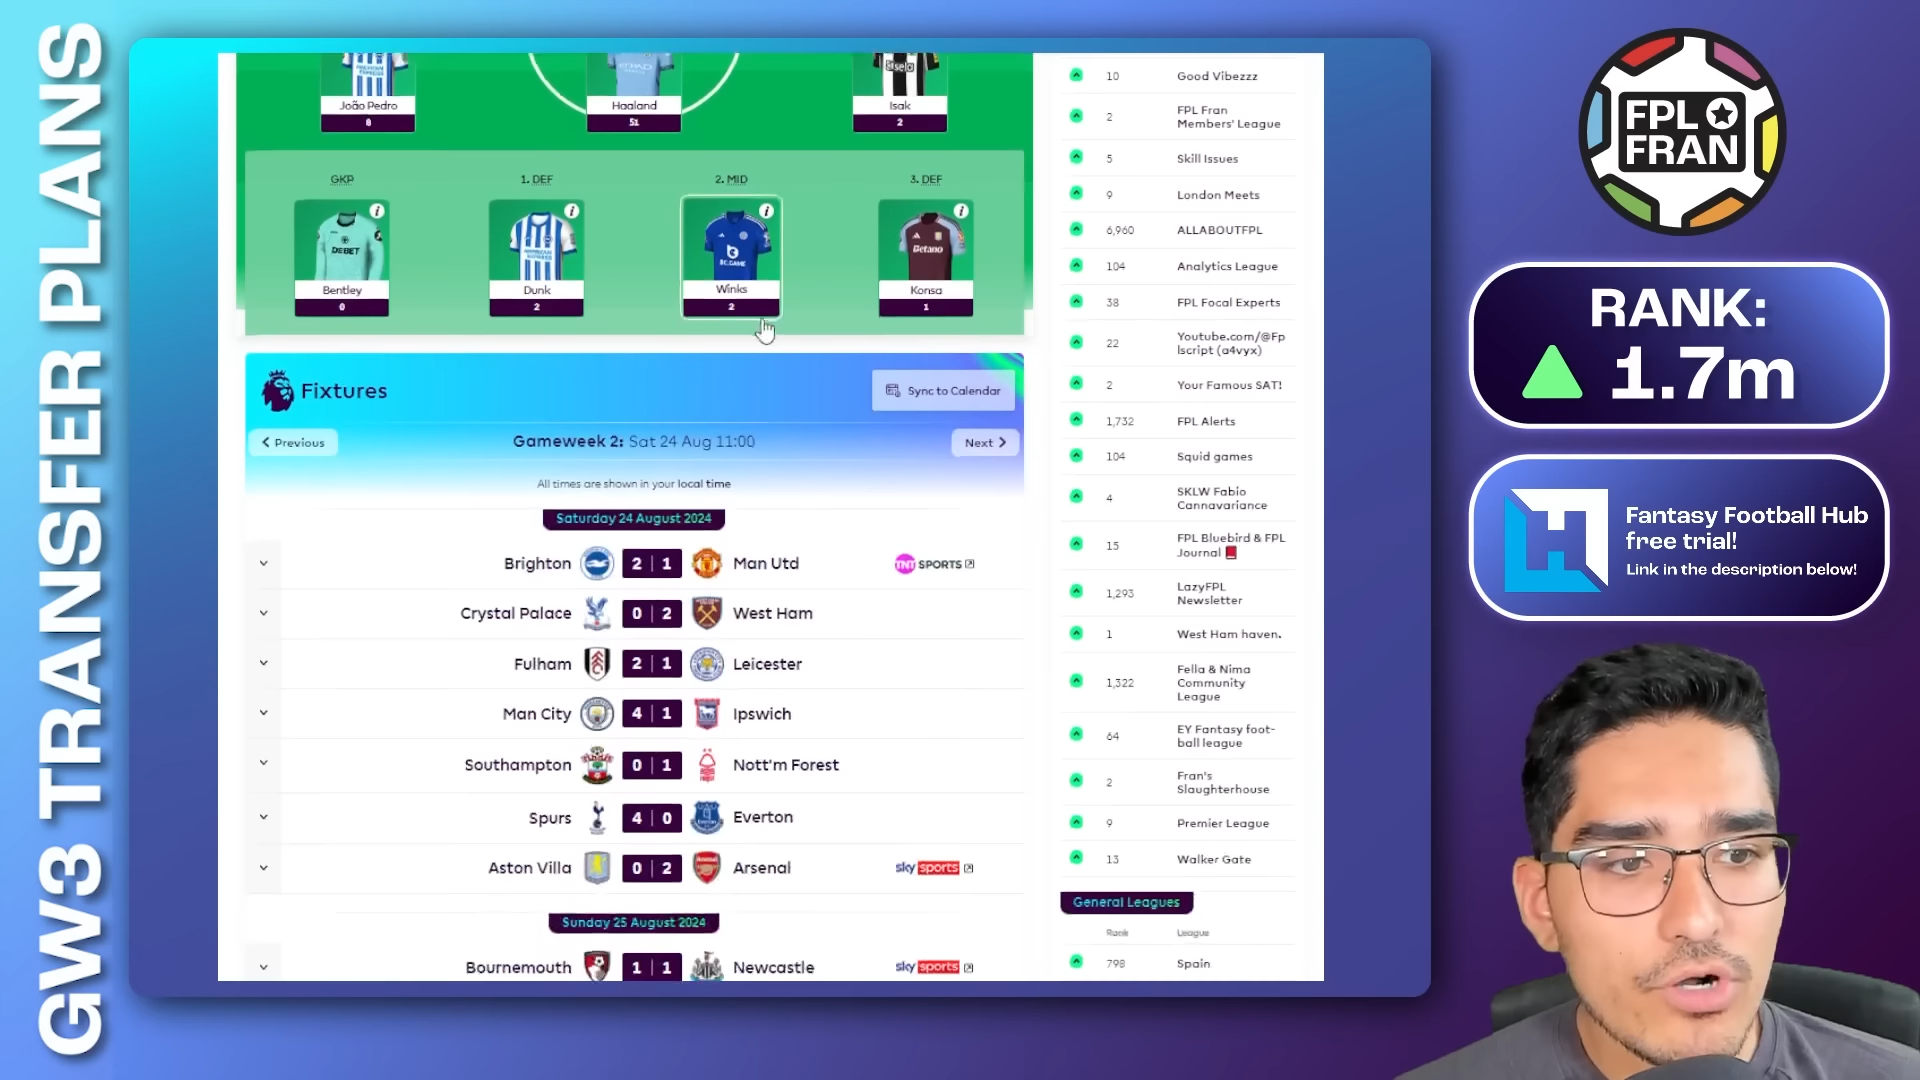 GW3 TRANSFER PLANS
João Pedro
8
Haaland
51
Isak
2
GKP
1. DEF
2. MID
3. DEF
Bentley
0
Dunk
2
Winks
2
Konsa
1
Fixtures
Sync to Calendar
Previous
Gameweek 2: Sat 24 Aug 11:00
Next
All times are shown in your local time
Saturday 24 August 2024
Brighton 2 | 1 Man Utd TNT SPORTS
Crystal Palace 0 | 2 West Ham
Fulham 2 | 1 Leicester
Man City 4 | 1 Ipswich
Southampton 0 | 1 Nott'm Forest
Spurs 4 | 0 Everton
Aston Villa 0 | 2 Arsenal sky sports
Sunday 25 August 2024
Bournemouth 1 | 1 Newcastle sky sports
10 Good Vibezzz
2 FPL Fran
Members' League
5 Skill Issues
9 London Meets
6,960 ALLABOUTFPL
104 Analytics League
38 FPL Focal Experts
22 Youtube.com/@Fp
lscript (a4vyx)
2 Your Famous SAT!
1,732 FPL Alerts
104 Squid games
4 SKLW Fabio
Cannavariance
15 FPL Bluebird & FPL
Journal
1,293 LazyFPL
Newsletter
1 West Ham haven.
1,322 Fella & Nima
Community
League
64 EY Fantasy foot-
ball league
2 Fran's
Slaughterhouse
9 Premier League
13 Walker Gate
General Leagues
Rank League
798 Spain
FPL
FRAN
RANK:
1.7m
Fantasy Football Hub
free trial!
Link in the description below!